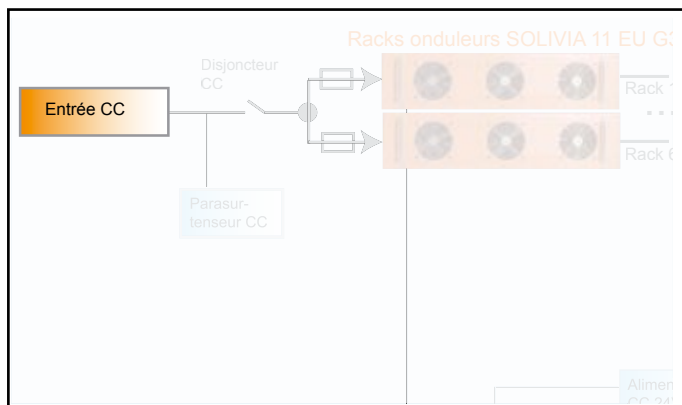 Racks onduleurs SOLIVIA 11 EU G3
Disjoncteur
CC
Rack 1
Entrée CC
...
Rack 6
Parasur-
tenseur CC
Alimen
CC 24